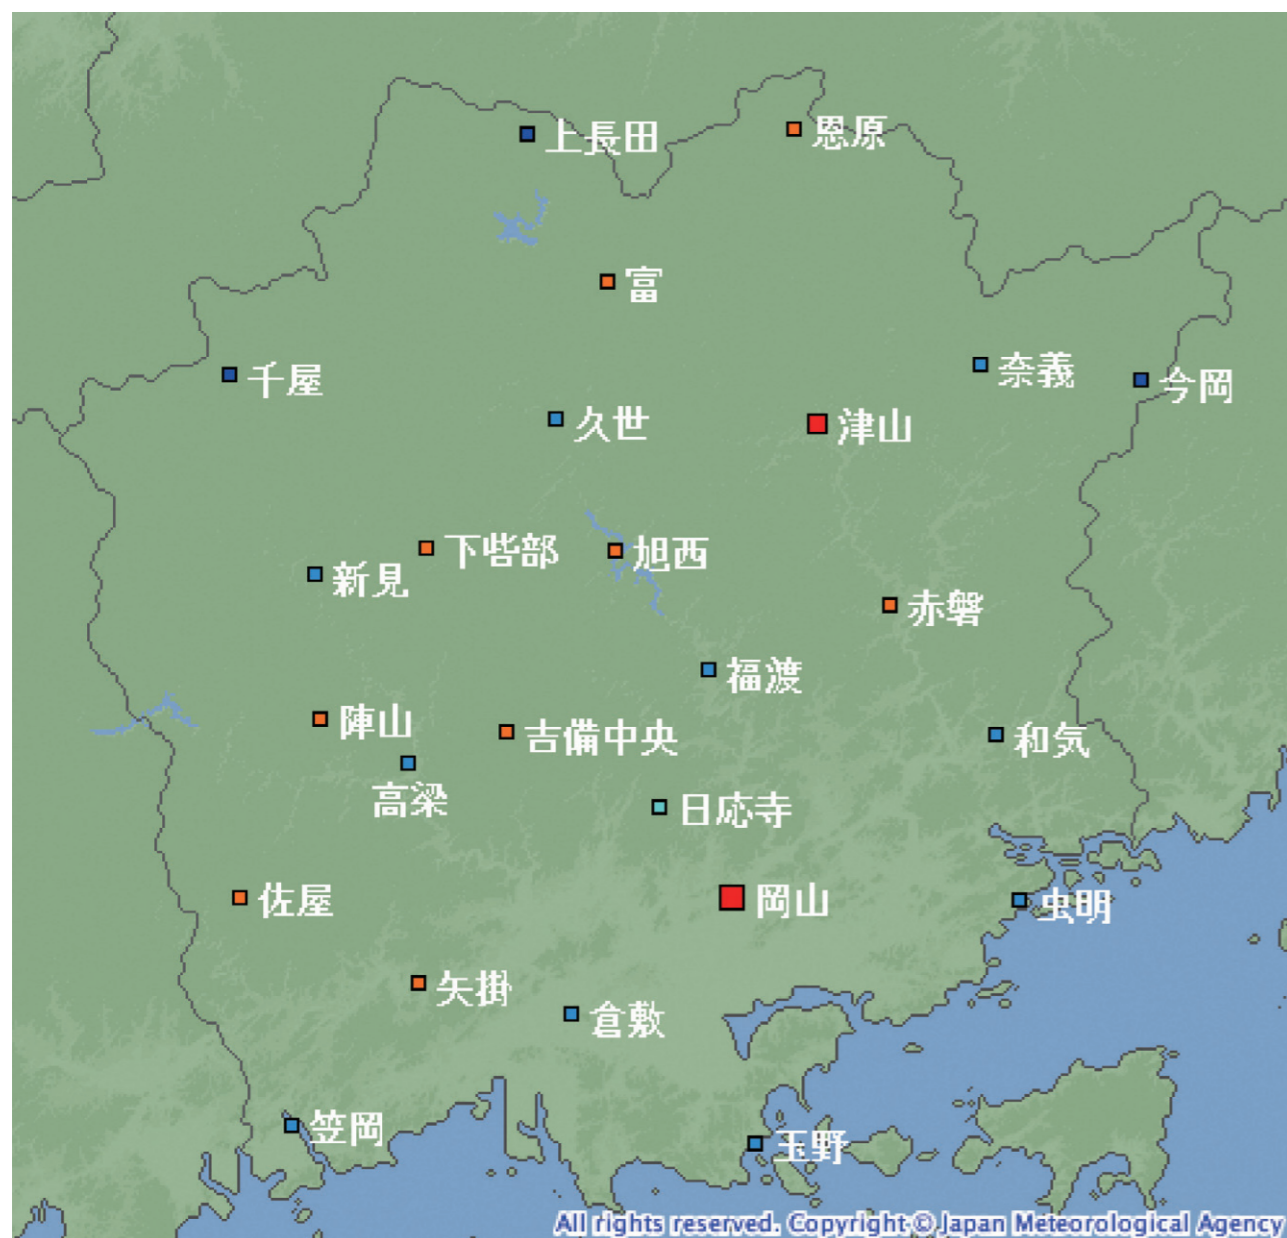 上長田
恩原
富
千屋
奈義
今岡
久世
津山
下呰部
旭西
新見
赤磐
福渡
陣山
吉備中央
和気
高梁
日応寺
佐屋
岡山
虫明
矢掛
倉敷
笠岡
玉野
All rights reserved. Copyright © Japan Meteorological Agency